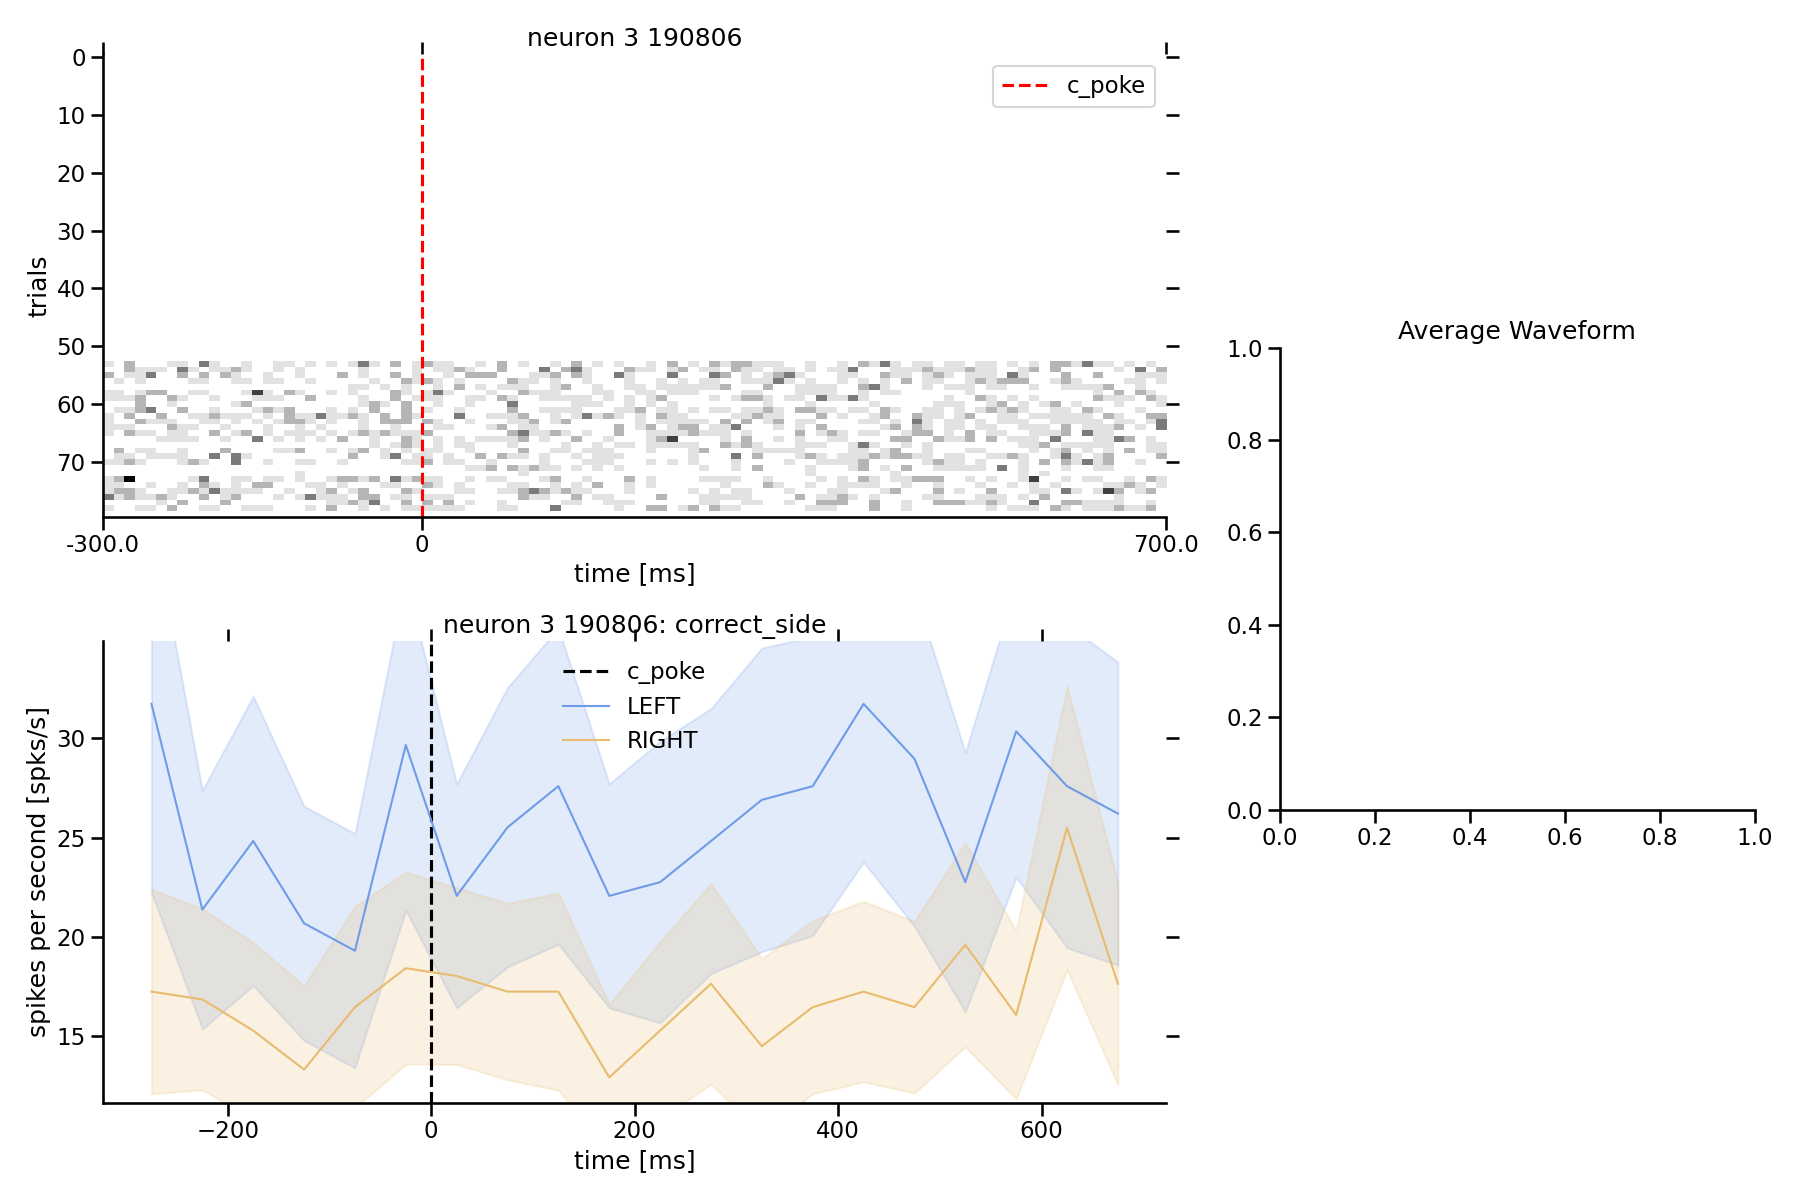 neuron 3 190806
c_poke
0
10
20
30
40
50
60
70
trials
-300.0
0
700.0
time [ms]
neuron 3 190806: correct_side
c_poke
LEFT
RIGHT
30
25
20
15
spikes per second [spks/s]
−200
0
200
400
600
time [ms]
Average Waveform
1.0
0.8
0.6
0.4
0.2
0.0
0.0
0.2
0.4
0.6
0.8
1.0